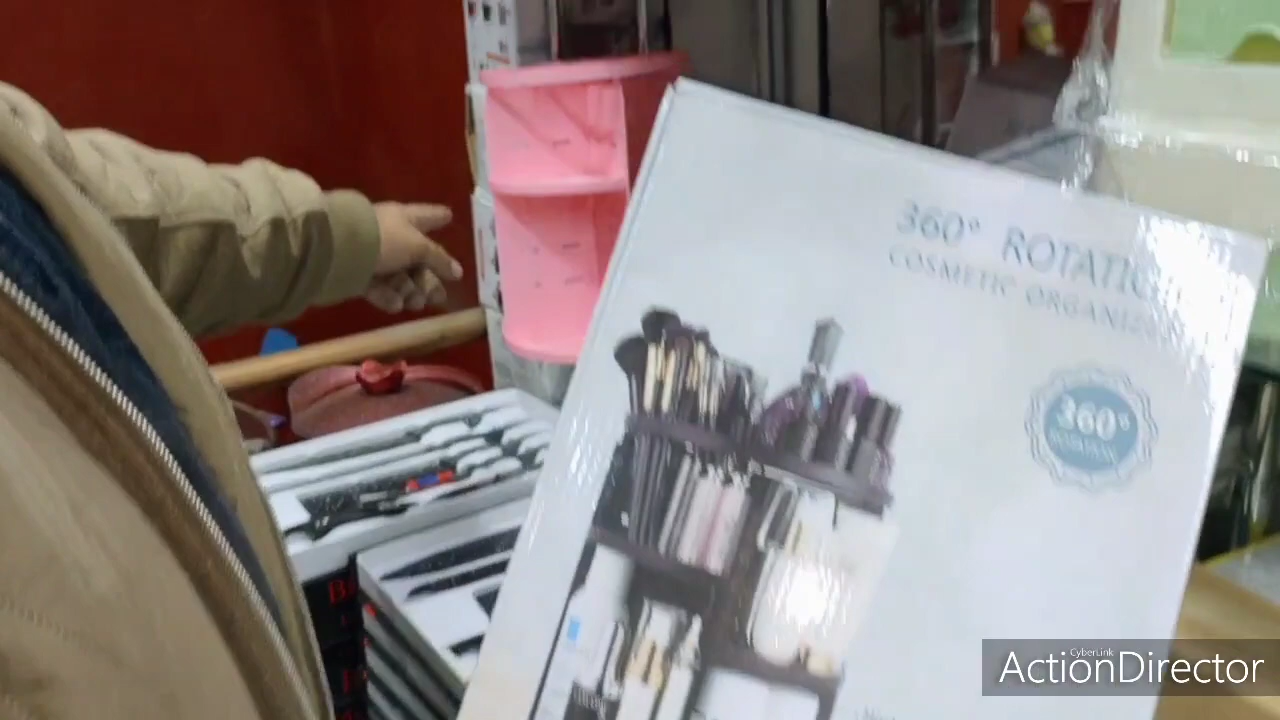 360° ROTATIO
COSMETIC ORGANIZ
360°
CyberLink
ActionDirector